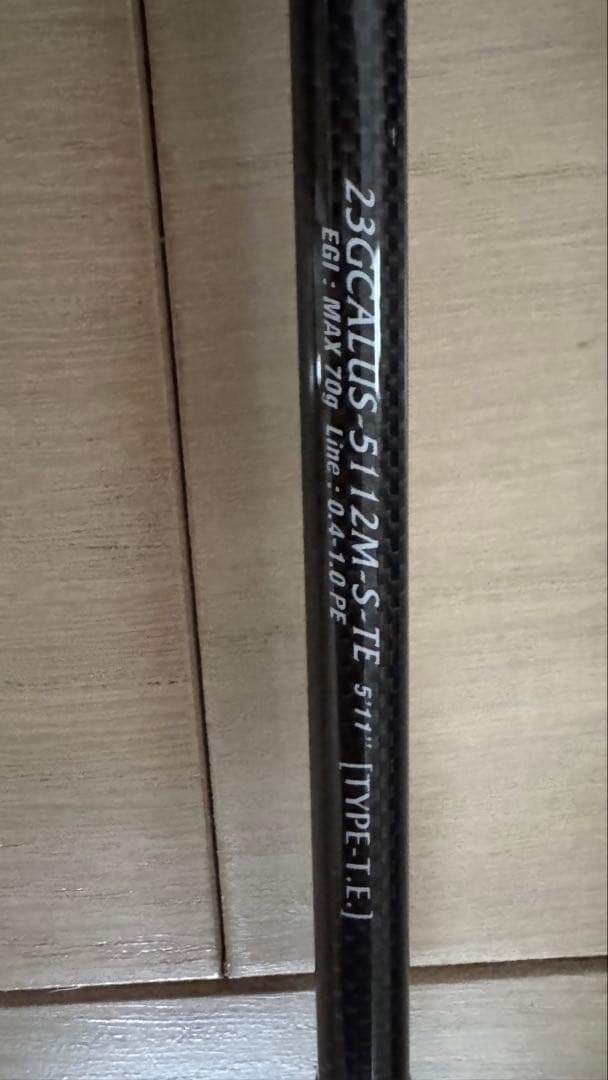 23GCALUS-5112M-S-TE 5'11" [TYPE-T.E.]
EGI : MAX 70g Line : 0.4-1.0 PE